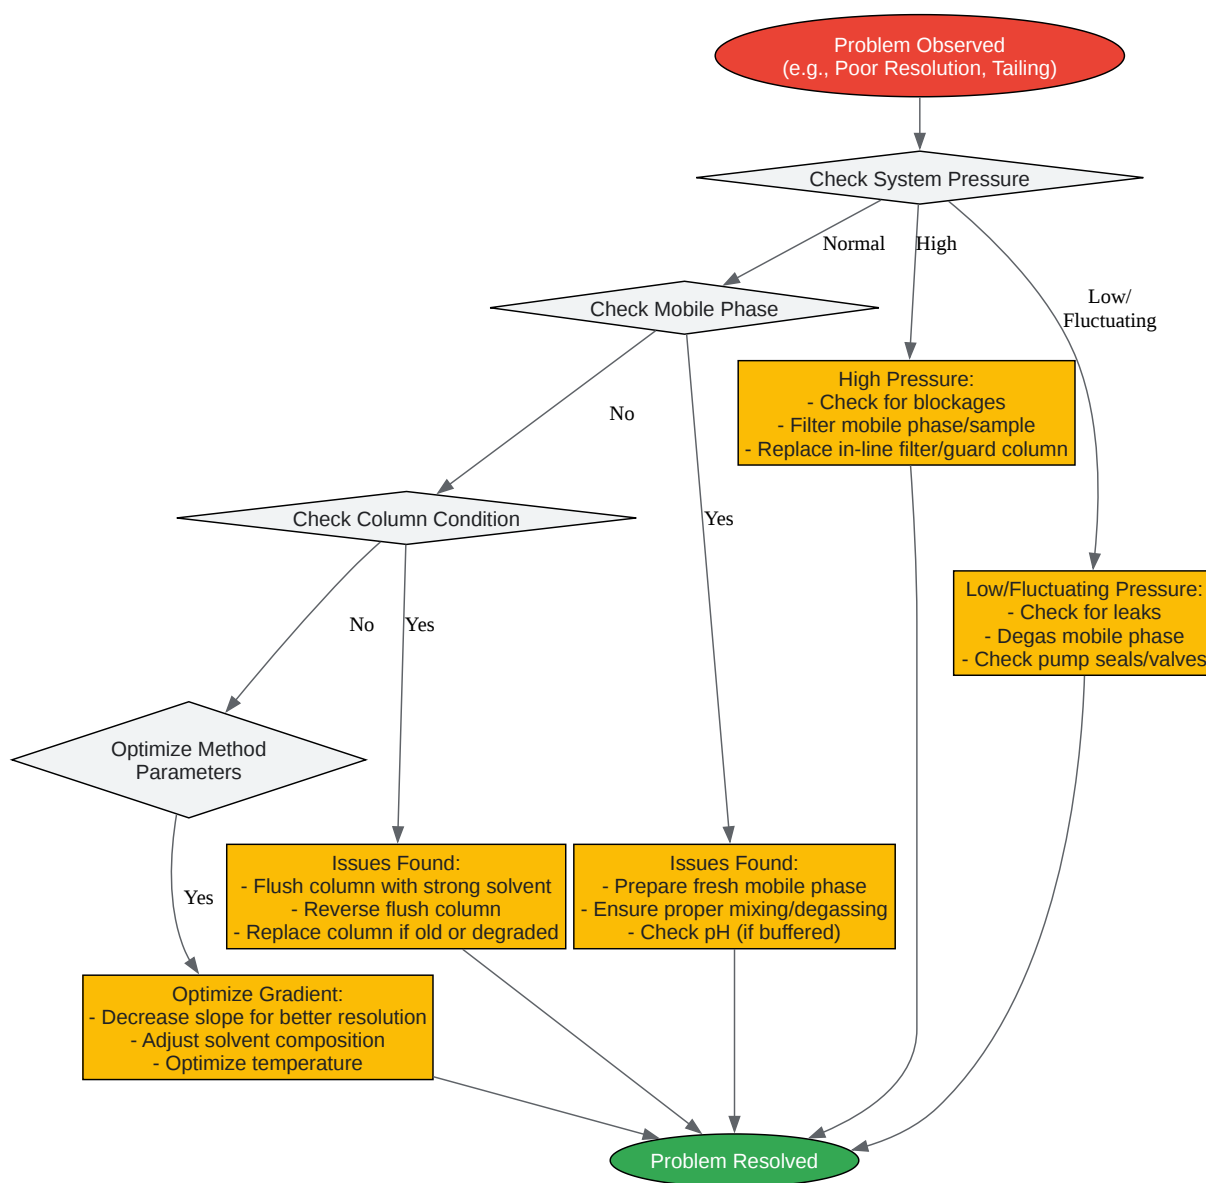 Problem Observed
(e.g., Poor Resolution, Tailing)
Check System Pressure
Normal
High
Low/
Fluctuating
Check Mobile Phase
High Pressure:
- Check for blockages
- Filter mobile phase/sample
- Replace in-line filter/guard column
No
Check Column Condition
Yes
Low/Fluctuating Pressure:
- Check for leaks
- Degas mobile phase
- Check pump seals/valves
No
Yes
Optimize Method
Parameters
Issues Found:
- Flush column with strong solvent
- Reverse flush column
- Replace column if old or degraded
Issues Found:
- Prepare fresh mobile phase
- Ensure proper mixing/degassing
- Check pH (if buffered)
Yes
Optimize Gradient:
- Decrease slope for better resolution
- Adjust solvent composition
- Optimize temperature
Problem Resolved